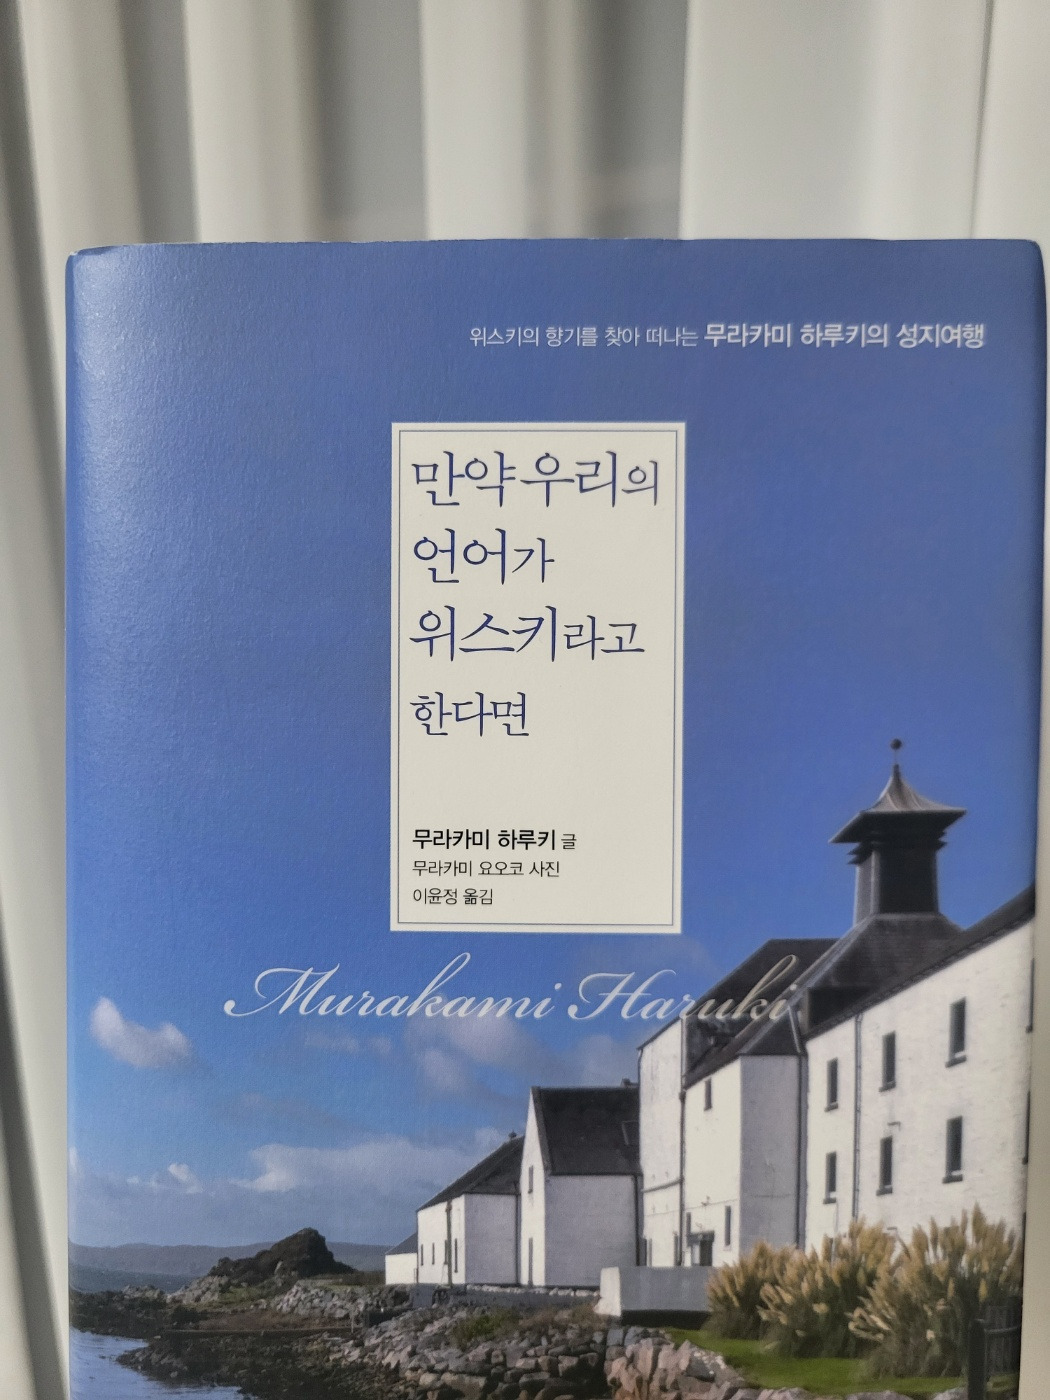 위스키의 향기를 찾아 떠나는 무라카미 하루키의 성지여행
만약 우리의
언어가
위스키라고
한다면
무라카미 하루키 글
무라카미 요오코 사진
이윤정 옮김
Murakami Haruki